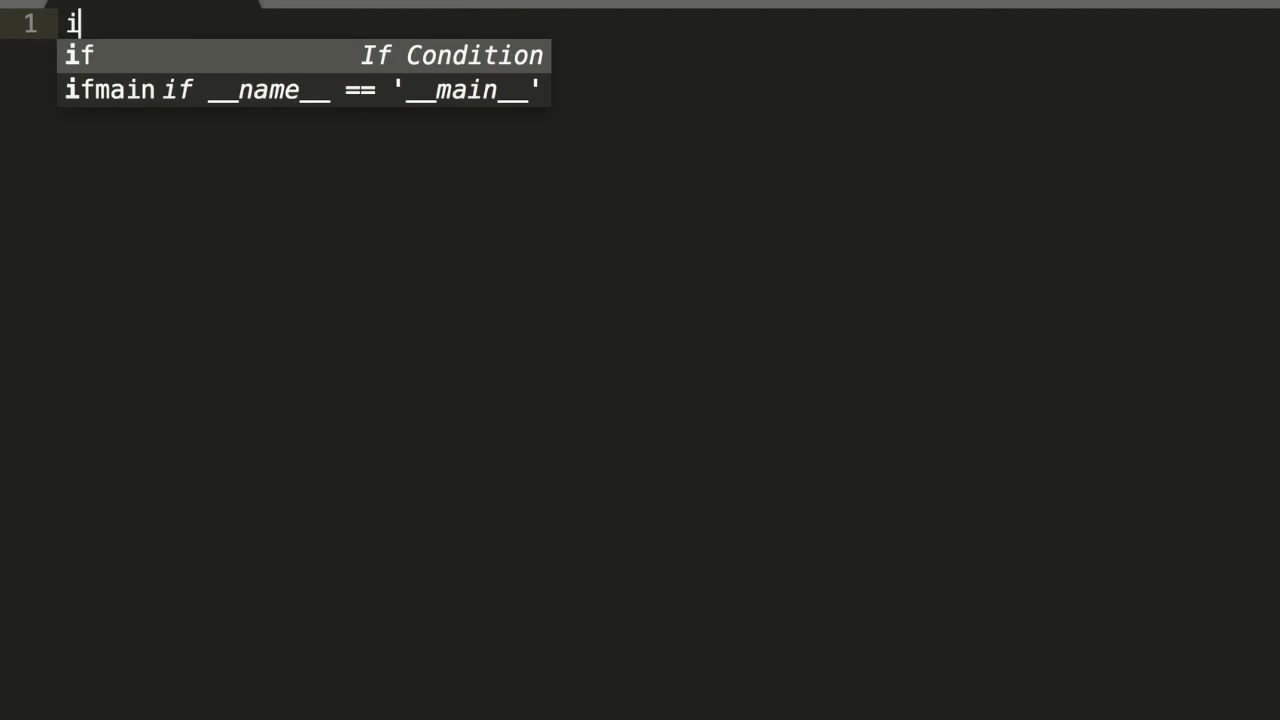 1 i
if If Condition
ifmain if __name__ == '__main__'